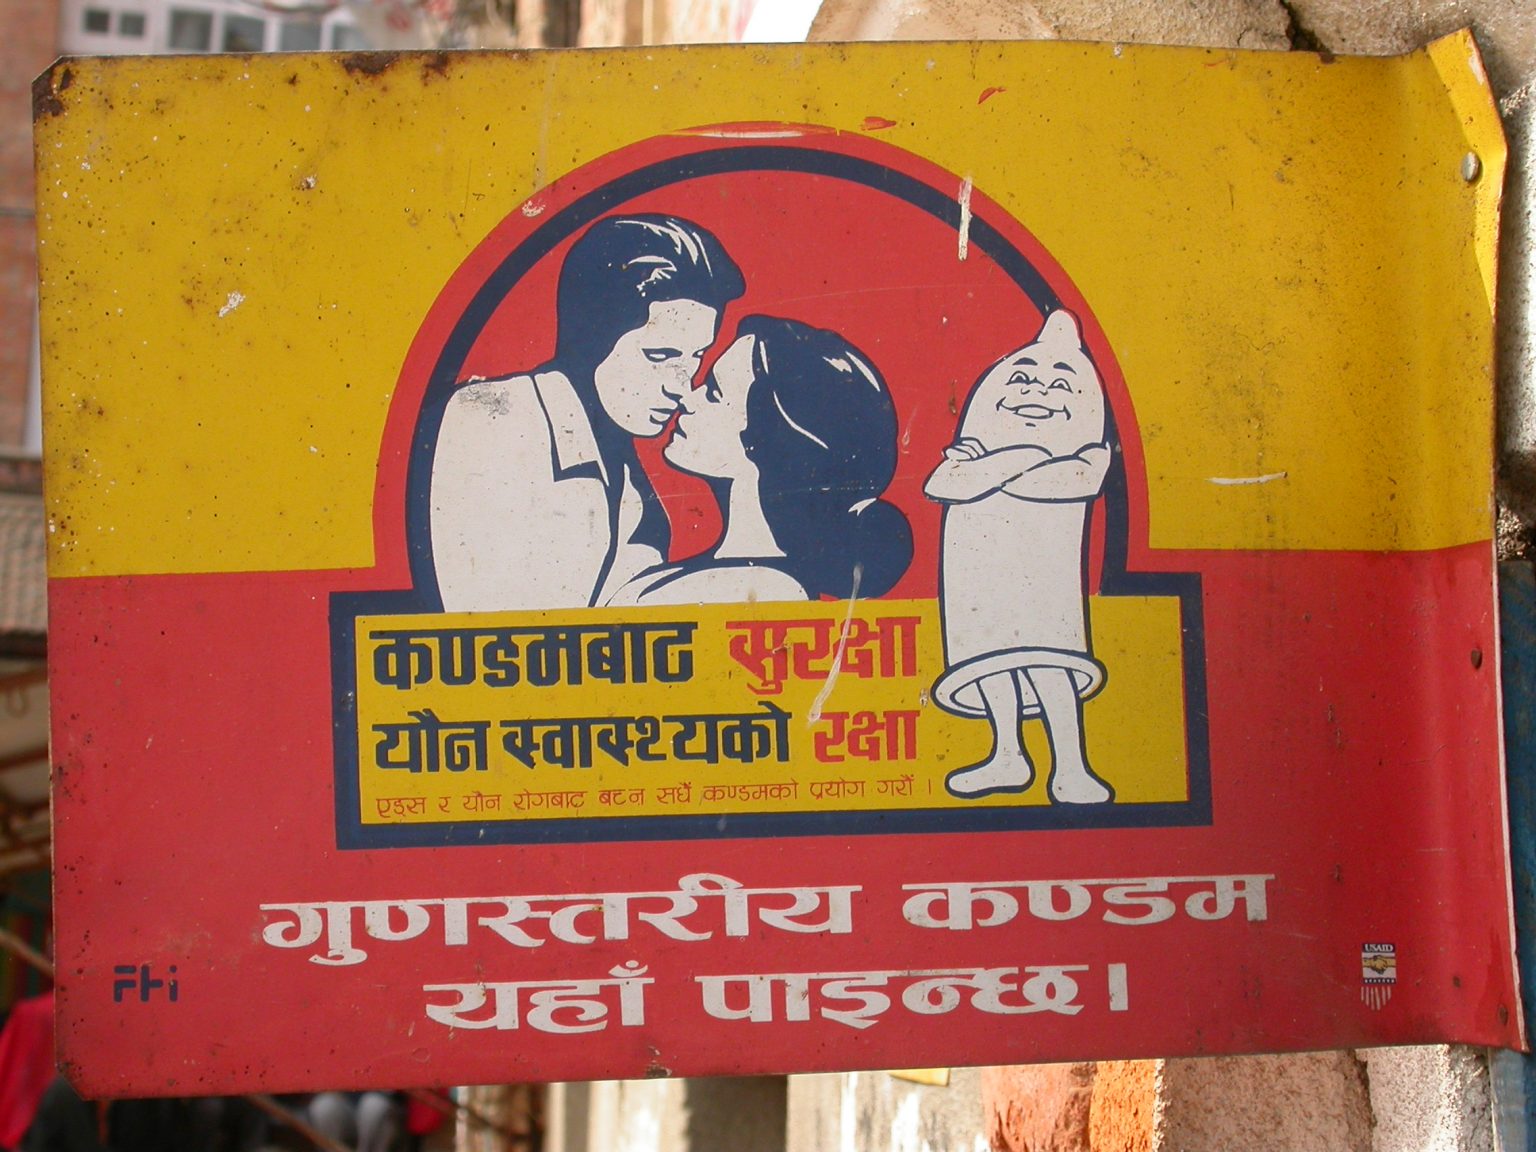 कण्डमबाट सुरक्षा
यौन स्वास्थ्यको रक्षा
एड्स र यौन रोगबाट बच्न सधैं कण्डमको प्रयोग गरौं ।
गुणस्तरीय कण्डम
यहाँ पाइन्छ।
FHi
USAID